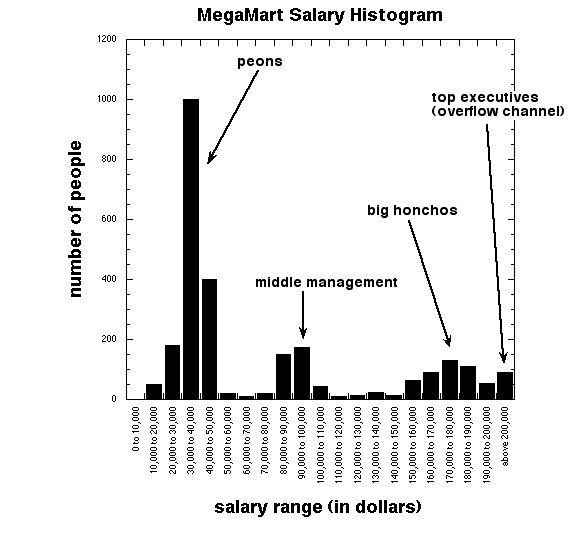 MegaMart Salary Histogram
1200
1000
800
600
400
200
0
number of people
peons
top executives
(overflow channel)
big honchos
middle management
0 to 10,000
10,000 to 20,000
20,000 to 30,000
30,000 to 40,000
40,000 to 50,000
50,000 to 60,000
60,000 to 70,000
70,000 to 80,000
80,000 to 90,000
90,000 to 100,000
100,000 to 110,000
110,000 to 120,000
120,000 to 130,000
130,000 to 140,000
140,000 to 150,000
150,000 to 160,000
160,000 to 170,000
170,000 to 180,000
180,000 to 190,000
190,000 to 200,000
above 200,000
salary range (in dollars)